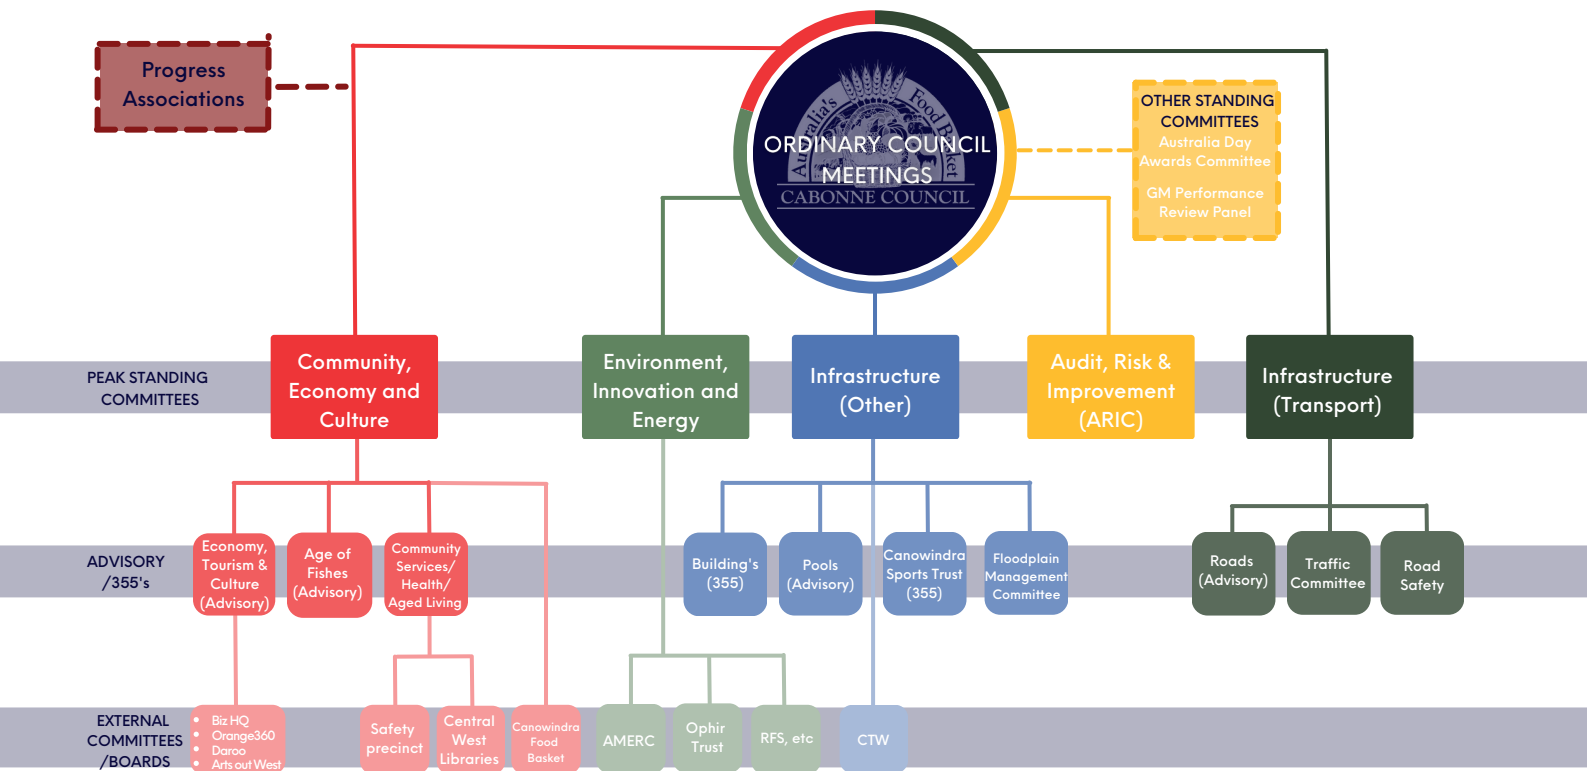 Progress
Associations
Australia's
Food Basket
ORDINARY COUNCIL
MEETINGS
CABONNE COUNCIL
OTHER STANDING
COMMITTEES
Australia Day
Awards Committee
GM Performance
Review Panel
PEAK STANDING
COMMITTEES
Community,
Economy and
Culture
Environment,
Innovation and
Energy
Infrastructure
(Other)
Audit, Risk &
Improvement
(ARIC)
Infrastructure
(Transport)
ADVISORY
/355's
Economy,
Tourism &
Culture
(Advisory)
Age of
Fishes
(Advisory)
Community
Services/
Health/
Aged Living
Building's
(355)
Pools
(Advisory)
Canowindra
Sports Trust
(355)
Floodplain
Management
Committee
Roads
(Advisory)
Traffic
Committee
Road
Safety
EXTERNAL
COMMITTEES
/BOARDS
• Biz HQ
• Orange360
• Daroo
• Arts out West
Safety
precinct
Central
West
Libraries
Canowindra
Food
Basket
AMERC
Ophir
Trust
RFS, etc
CTW